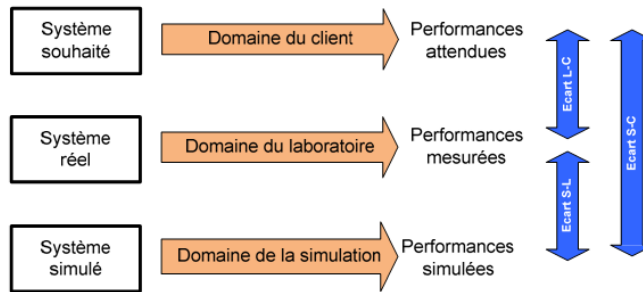 Système
souhaité
Domaine du client
Performances
attendues
Ecart L-C
Ecart S-C
Système
réel
Domaine du laboratoire
Performances
mesurées
Ecart S-L
Système
simulé
Domaine de la simulation
Performances
simulées